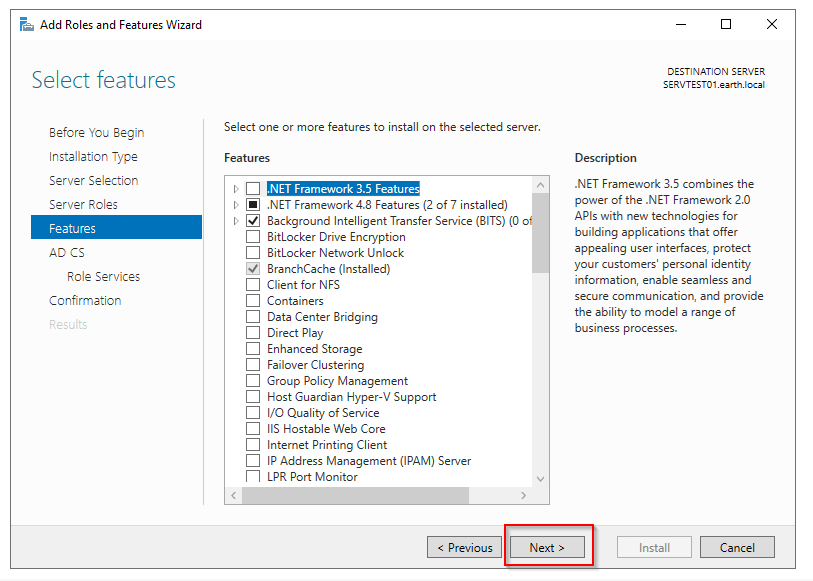 Add Roles and Features Wizard
Select features
DESTINATION SERVER
SERVTEST01.earth.local
Before You Begin
Installation Type
Server Selection
Server Roles
Features
AD CS
Role Services
Confirmation
Results
Select one or more features to install on the selected server.
Features
.NET Framework 3.5 Features
.NET Framework 4.8 Features (2 of 7 installed)
Background Intelligent Transfer Service (BITS) (0 of
BitLocker Drive Encryption
BitLocker Network Unlock
BranchCache (Installed)
Client for NFS
Containers
Data Center Bridging
Direct Play
Enhanced Storage
Failover Clustering
Group Policy Management
Host Guardian Hyper-V Support
I/O Quality of Service
IIS Hostable Web Core
Internet Printing Client
IP Address Management (IPAM) Server
LPR Port Monitor
Description
.NET Framework 3.5 combines the
power of the .NET Framework 2.0
APIs with new technologies for
building applications that offer
appealing user interfaces, protect
your customers' personal identity
information, enable seamless and
secure communication, and provide
the ability to model a range of
business processes.
< Previous
Next >
Install
Cancel